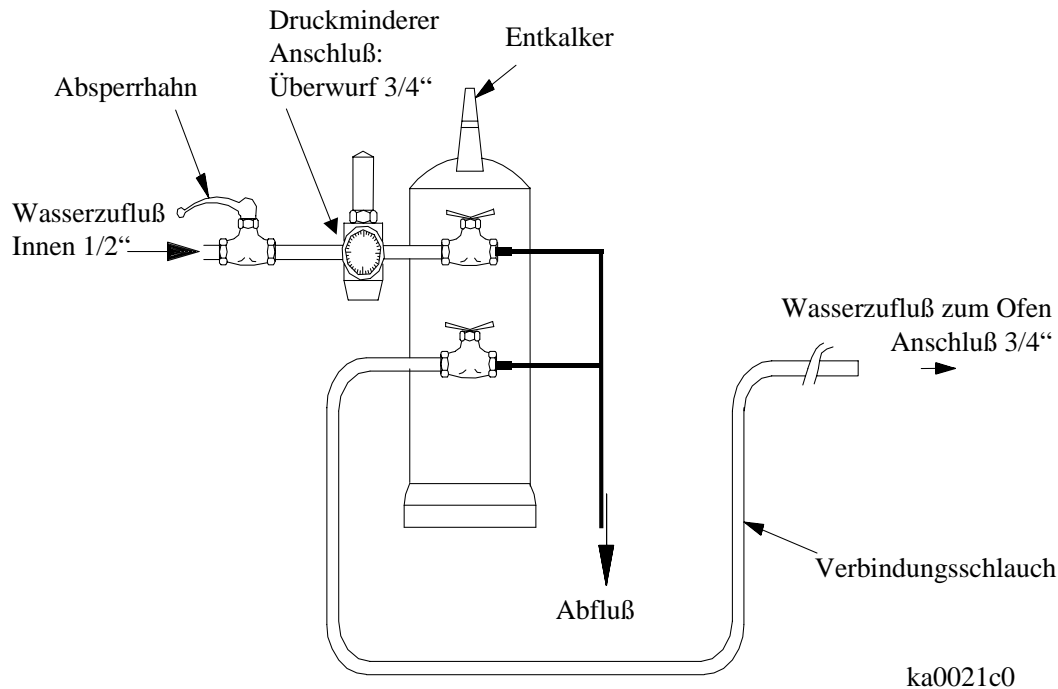 Druckminderer
Anschluß:
Überwurf 3/4“
Entkalker
Absperrhahn
Wasserzufluß
Innen 1/2“
Wasserzufluß zum Ofen
Anschluß 3/4“
Verbindungsschlauch
Abfluß
ka0021c0